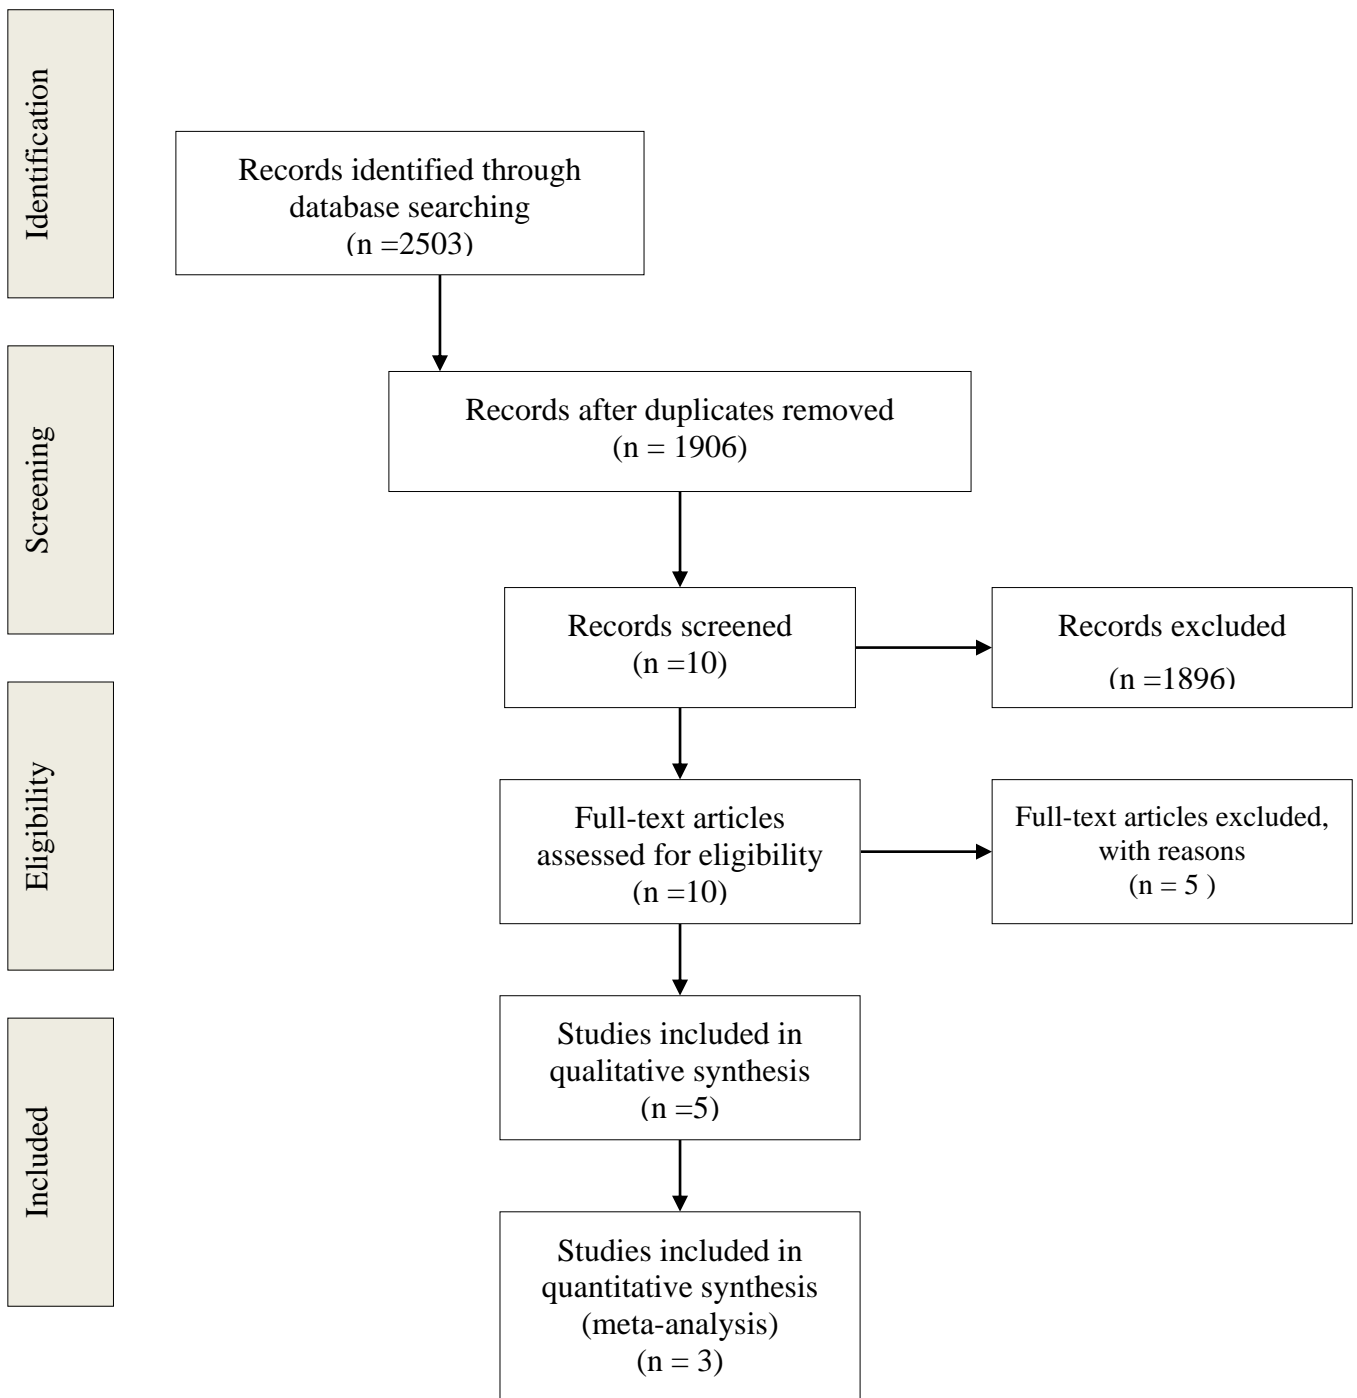 Identification
Records identified through
database searching
(n =2503)
Screening
Records after duplicates removed
(n = 1906)
Records screened
(n =10)
Records excluded
(n =1896)
Eligibility
Full-text articles
assessed for eligibility
(n =10)
Full-text articles excluded,
with reasons
(n = 5 )
Included
Studies included in
qualitative synthesis
(n =5)
Studies included in
quantitative synthesis
(meta-analysis)
(n = 3)